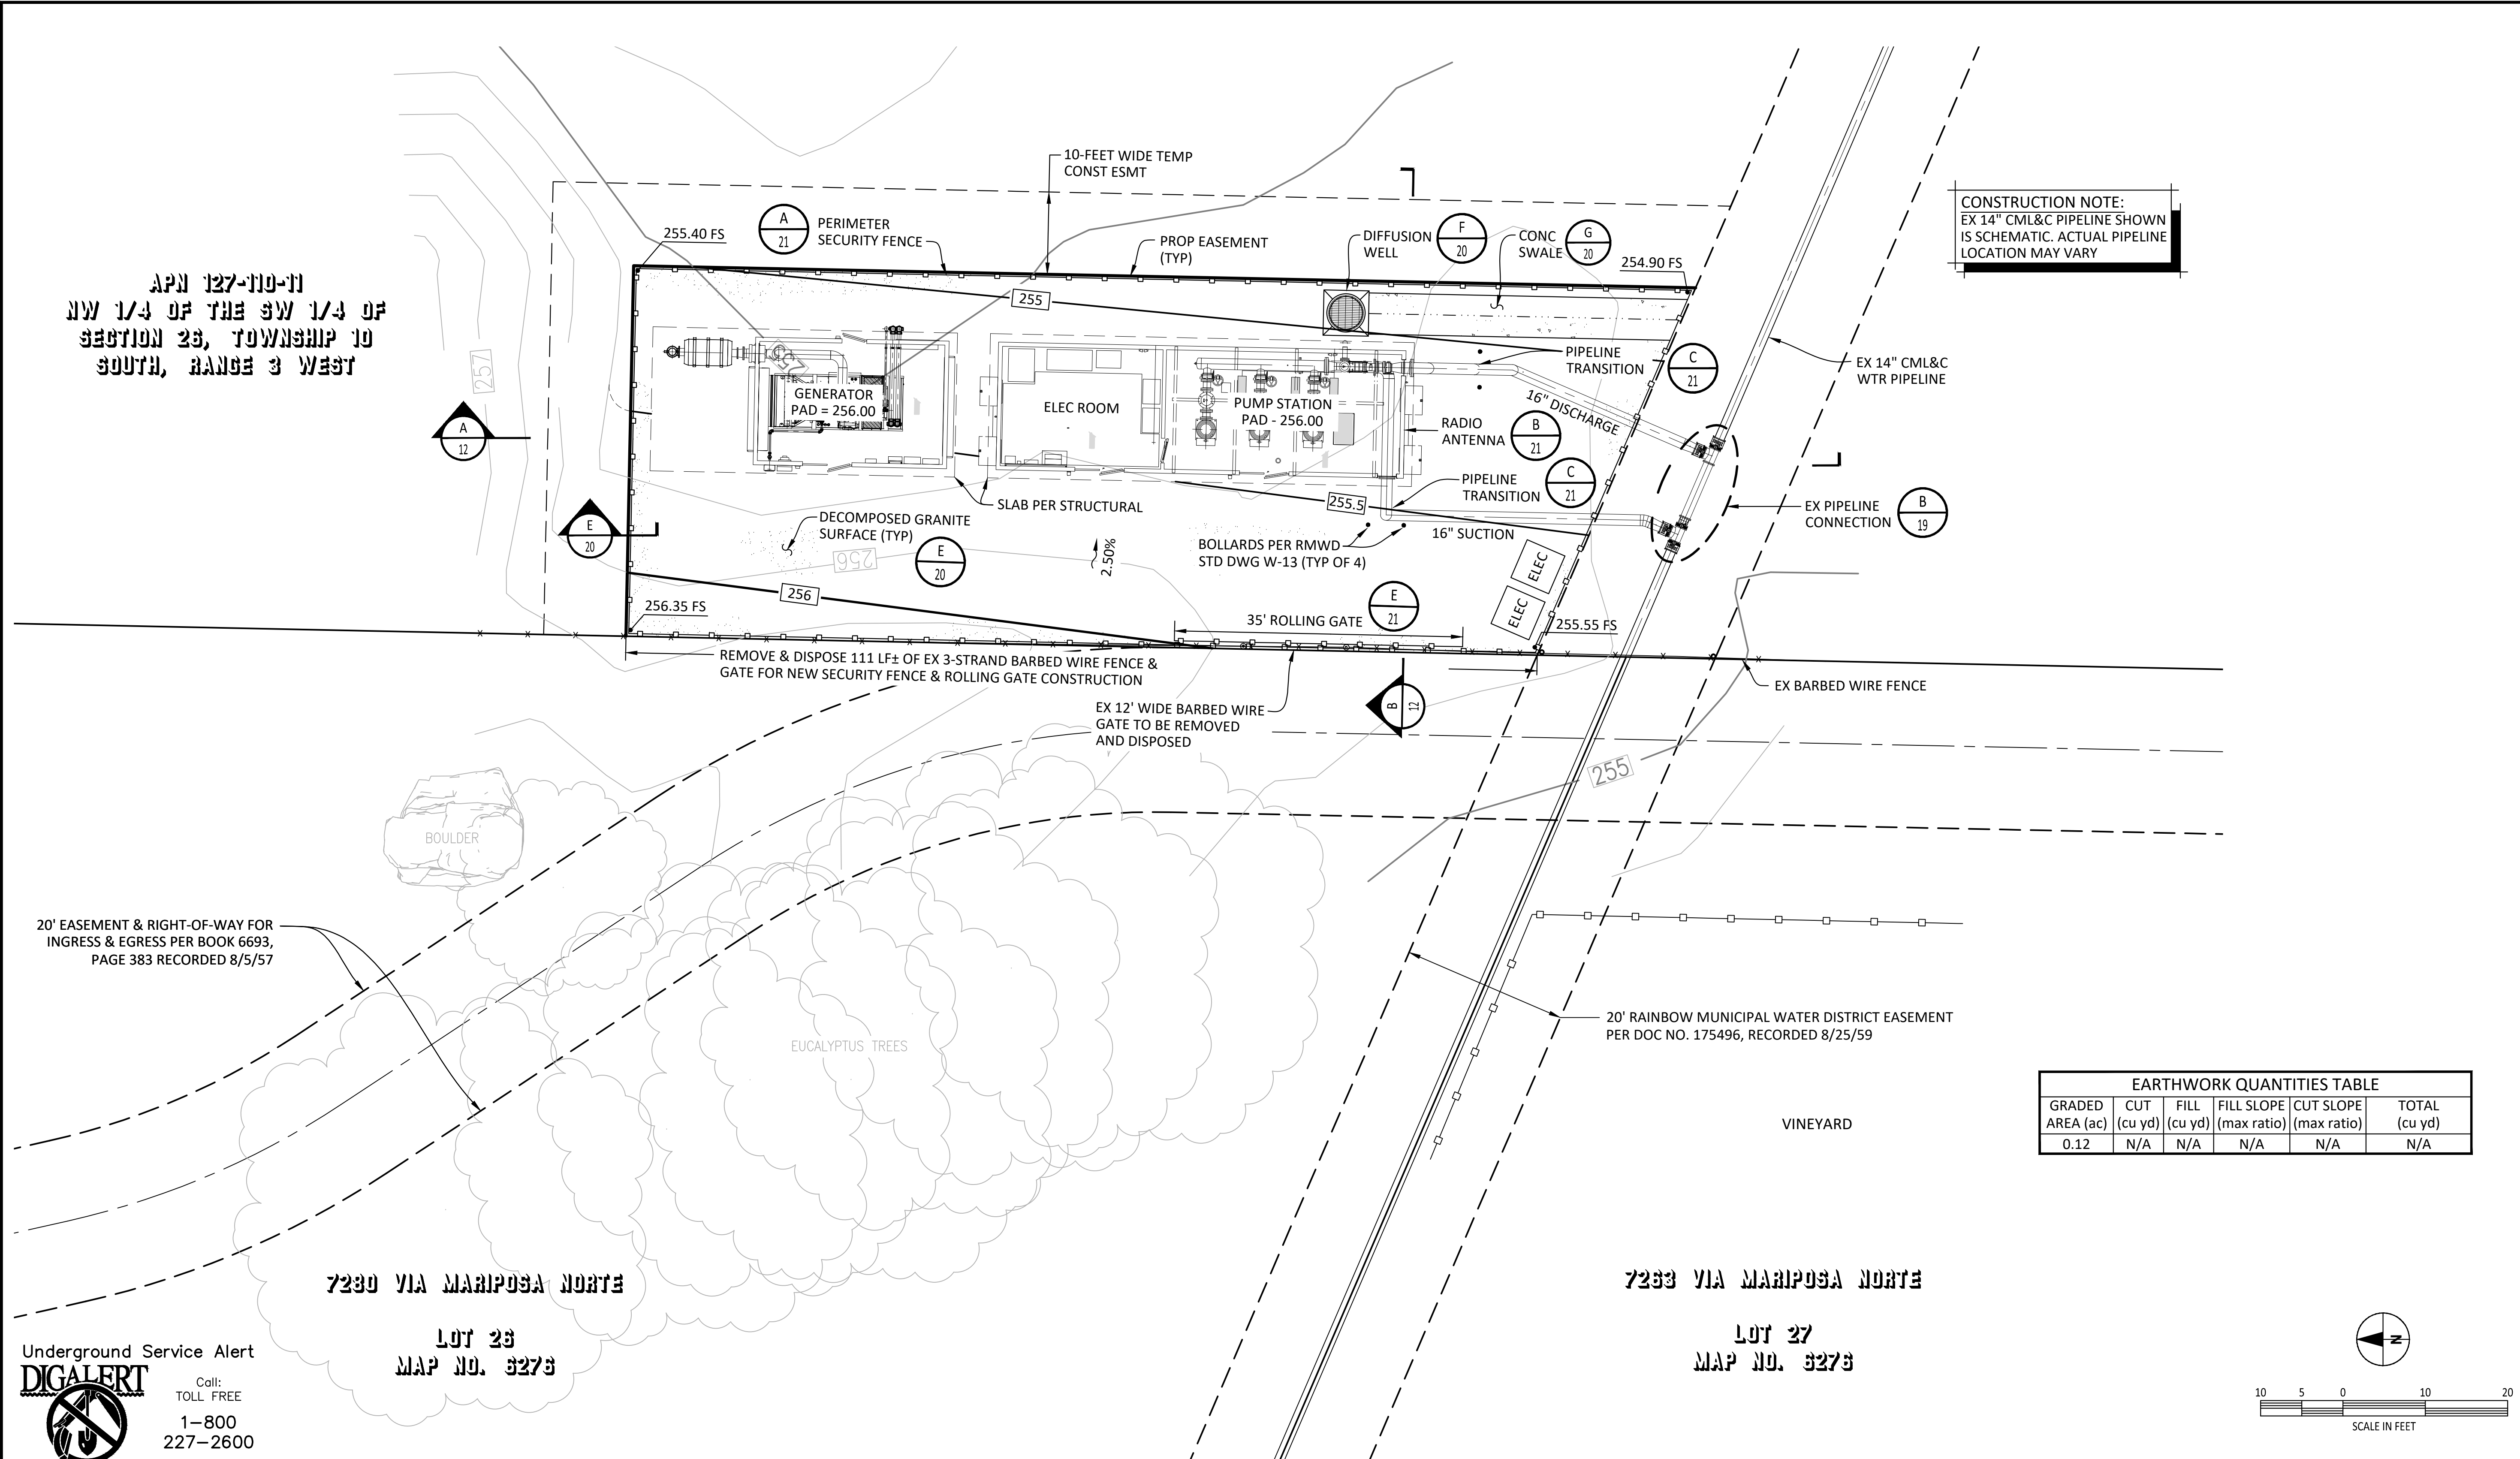 10-FEET WIDE TEMP
CONST ESMT
CONSTRUCTION NOTE:
EX 14" CML&C PIPELINE SHOWN
IS SCHEMATIC. ACTUAL PIPELINE
LOCATION MAY VARY
APN 127-110-11
NW 1/4 OF THE SW 1/4 OF
SECTION 26, TOWNSHIP 10
SOUTH, RANGE 3 WEST
255.40 FS
A
21
PERIMETER
SECURITY FENCE
PROP EASEMENT
(TYP)
DIFFUSION
WELL
F
20
CONC
SWALE
G
20
254.90 FS
255
257
257
GENERATOR
PAD = 256.00
ELEC ROOM
PUMP STATION
PAD - 256.00
PIPELINE
TRANSITION
C
21
EX 14" CML&C
WTR PIPELINE
16" DISCHARGE
RADIO
ANTENNA
B
21
A
12
PIPELINE
TRANSITION
C
21
SLAB PER STRUCTURAL
255.5
EX PIPELINE
CONNECTION
B
19
E
20
DECOMPOSED GRANITE
SURFACE (TYP)
256
E
20
2.50%
BOLLARDS PER RMWD
STD DWG W-13 (TYP OF 4)
16" SUCTION
ELEC
ELEC
256
256.35 FS
35' ROLLING GATE
E
21
255.55 FS
REMOVE & DISPOSE 111 LF± OF EX 3-STRAND BARBED WIRE FENCE &
GATE FOR NEW SECURITY FENCE & ROLLING GATE CONSTRUCTION
EX BARBED WIRE FENCE
EX 12' WIDE BARBED WIRE
GATE TO BE REMOVED
AND DISPOSED
B
12
255
BOULDER
20' EASEMENT & RIGHT-OF-WAY FOR
INGRESS & EGRESS PER BOOK 6693,
PAGE 383 RECORDED 8/5/57
EUCALYPTUS TREES
20' RAINBOW MUNICIPAL WATER DISTRICT EASEMENT
PER DOC NO. 175496, RECORDED 8/25/59
VINEYARD
EARTHWORK QUANTITIES TABLE
GRADED AREA (ac) CUT (cu yd) FILL (cu yd) FILL SLOPE (max ratio) CUT SLOPE (max ratio) TOTAL (cu yd)
0.12 N/A N/A N/A N/A N/A
7280 VIA MARIPOSA NORTE
LOT 26
MAP NO. 6276
7263 VIA MARIPOSA NORTE
LOT 27
MAP NO. 6276
Underground Service Alert
DIGALERT
Call:
TOLL FREE
1-800
227-2600
N
10 5 0 10 20
SCALE IN FEET